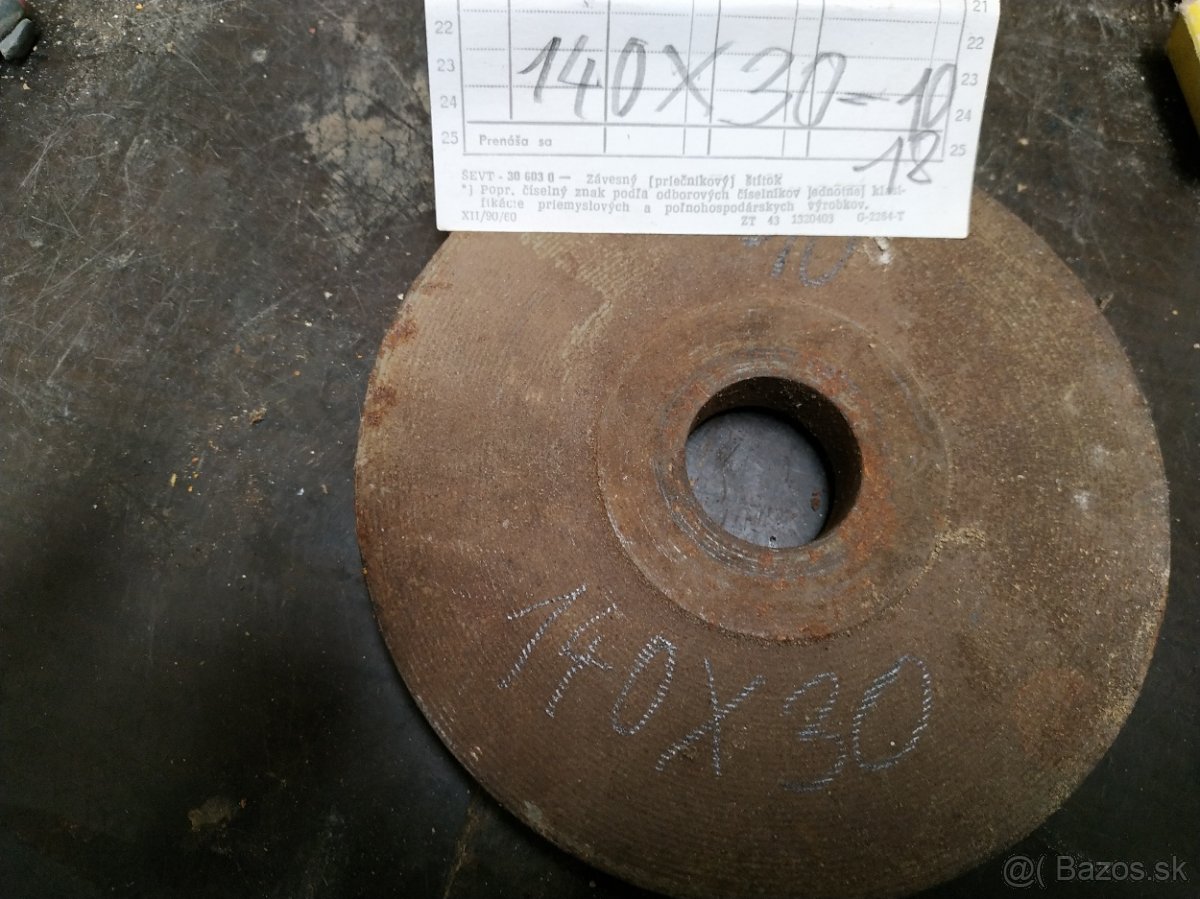 21
22 22
23 140X30-10 23
24 24
25 Prenáša sa 18 25
ŠEVT - 30 603 0 — Závesný (priečnikový) štítok
*) Popr. číselný znak podľa odborových číselníkov jednotnej klasi-
fikácie priemyslových a poľnohospodárskych výrobkov.
XII/90/60 ZT 43 1320403 G-2264-T
10
140X30
@( Bazos.sk